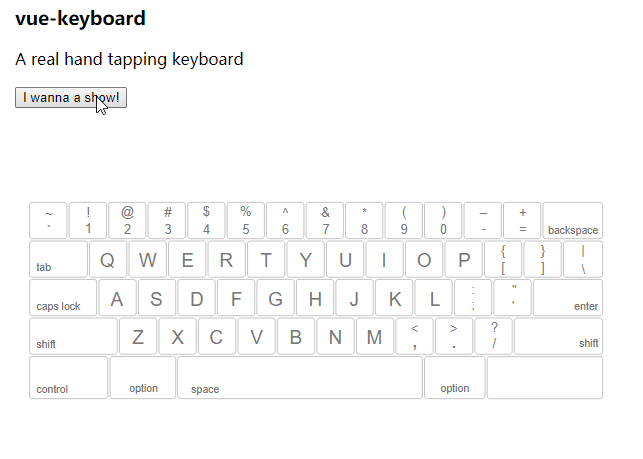 vue-keyboard
A real hand tapping keyboard
I wanna a show!
~ ! @ # $ % ^ & * ( ) – +
` 1 2 3 4 5 6 7 8 9 0 - = backspace
tab Q W E R T Y U I O P { [ } ] | \
caps lock A S D F G H J K L : ; " ' enter
shift Z X C V B N M < , > . ? / shift
control option space option